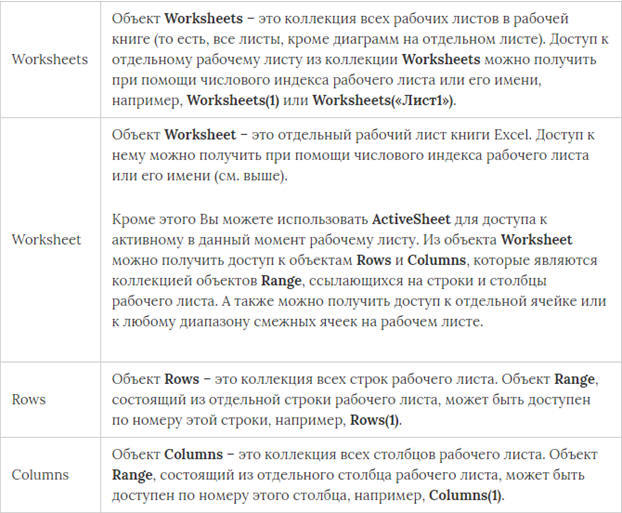 Объект Worksheets – это коллекция всех рабочих листов в рабочей
книге (то есть, все листы, кроме диаграмм на отдельном листе). Доступ к
Worksheets
отдельному рабочему листу из коллекции Worksheets можно получить
при помощи числового индекса рабочего листа или его имени,
например, Worksheets(1) или Worksheets(«Лист1»).
Объект Worksheet – это отдельный рабочий лист книги Excel. Доступ к
нему можно получить при помощи числового индекса рабочего листа
или его имени (см. выше).
Кроме этого Вы можете использовать ActiveSheet для доступа к
Worksheet
активному в данный момент рабочему листу. Из объекта Worksheet
можно получить доступ к объектам Rows и Columns, которые являются
коллекцией объектов Range, ссылающихся на строки и столбцы
рабочего листа. А также можно получить доступ к отдельной ячейке или
к любому диапазону смежных ячеек на рабочем листе.
Объект Rows – это коллекция всех строк рабочего листа. Объект Range,
Rows
состоящий из отдельной строки рабочего листа, может быть доступен
по номеру этой строки, например, Rows(1).
Объект Columns – это коллекция всех столбцов рабочего листа. Объект
Columns
Range, состоящий из отдельного столбца рабочего листа, может быть
доступен по номеру этого столбца, например, Columns(1).